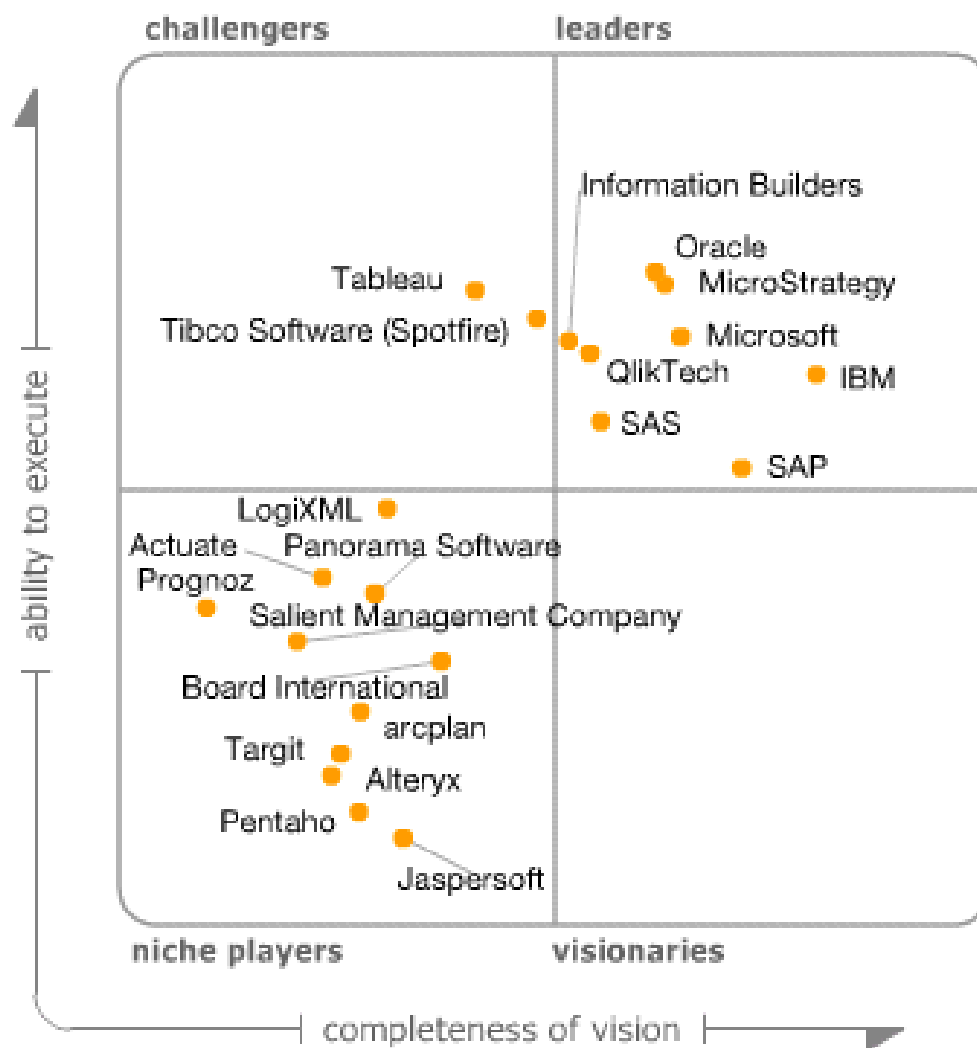 challengers
leaders
Information Builders
Oracle
Tableau
MicroStrategy
Tibco Software (Spotfire)
Microsoft
QlikTech
IBM
SAS
SAP
LogiXML
Actuate
Panorama Software
Prognoz
Salient Management Company
Board International
arcplan
Targit
Alteryx
Pentaho
Jaspersoft
niche players
visionaries
ability to execute
completeness of vision